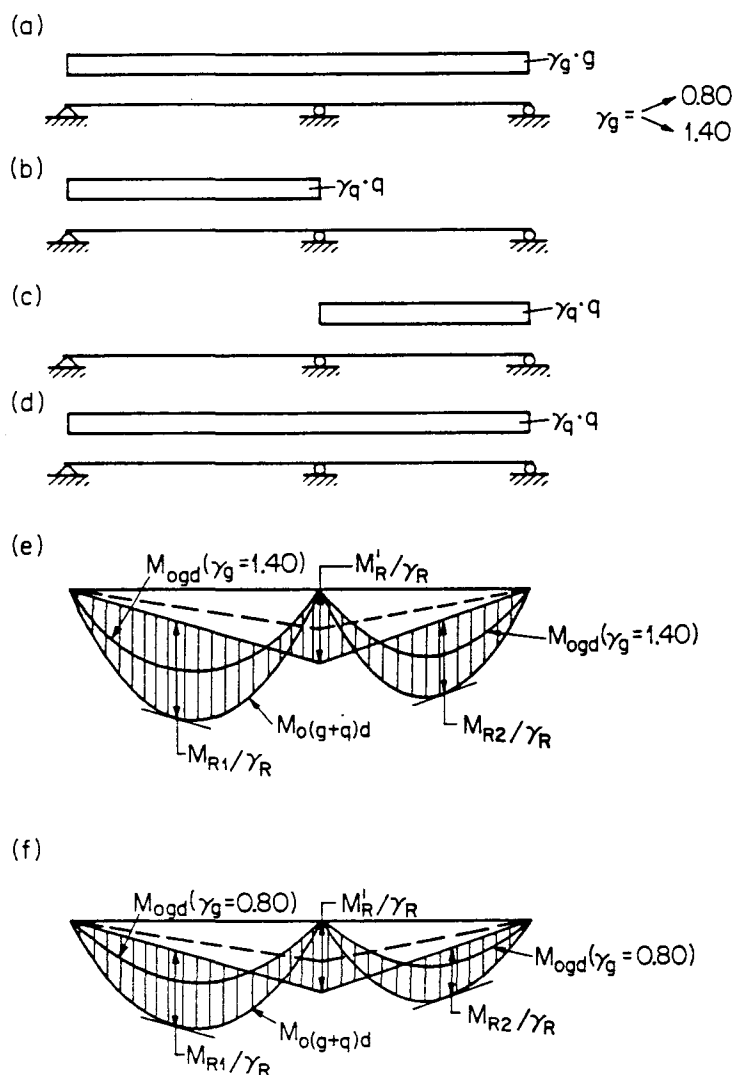 (a)
γg·g
γg =
0.80
1.40
(b)
γq·q
(c)
γq·q
(d)
γq·q
(e)
Mogd(γg=1.40)
M'R/γR
Mogd(γg=1.40)
Mo(g+q)d
MR1/γR
MR2/γR
(f)
Mogd(γg=0.80)
M'R/γR
Mogd(γg=0.80)
Mo(g+q)d
MR2/γR
MR1/γR